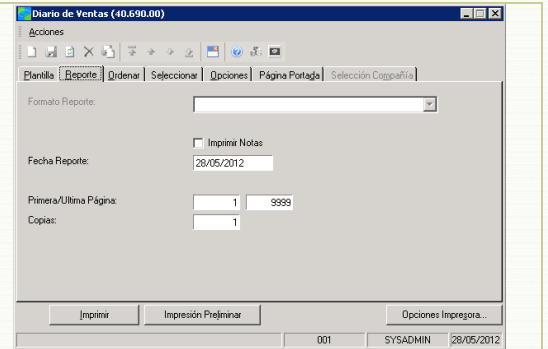 Diario de Ventas (40.690.00)
Acciones
Plantilla Reporte Ordenar Seleccionar Opciones Página Portada Selección Compañía
Formato Reporte:
Imprimir Notas
Fecha Reporte: 28/05/2012
Primera/Ultima Página: 1 9999
Copias: 1
Imprimir Impresión Preliminar Opciones Impresora...
001 SYSADMIN 28/05/2012